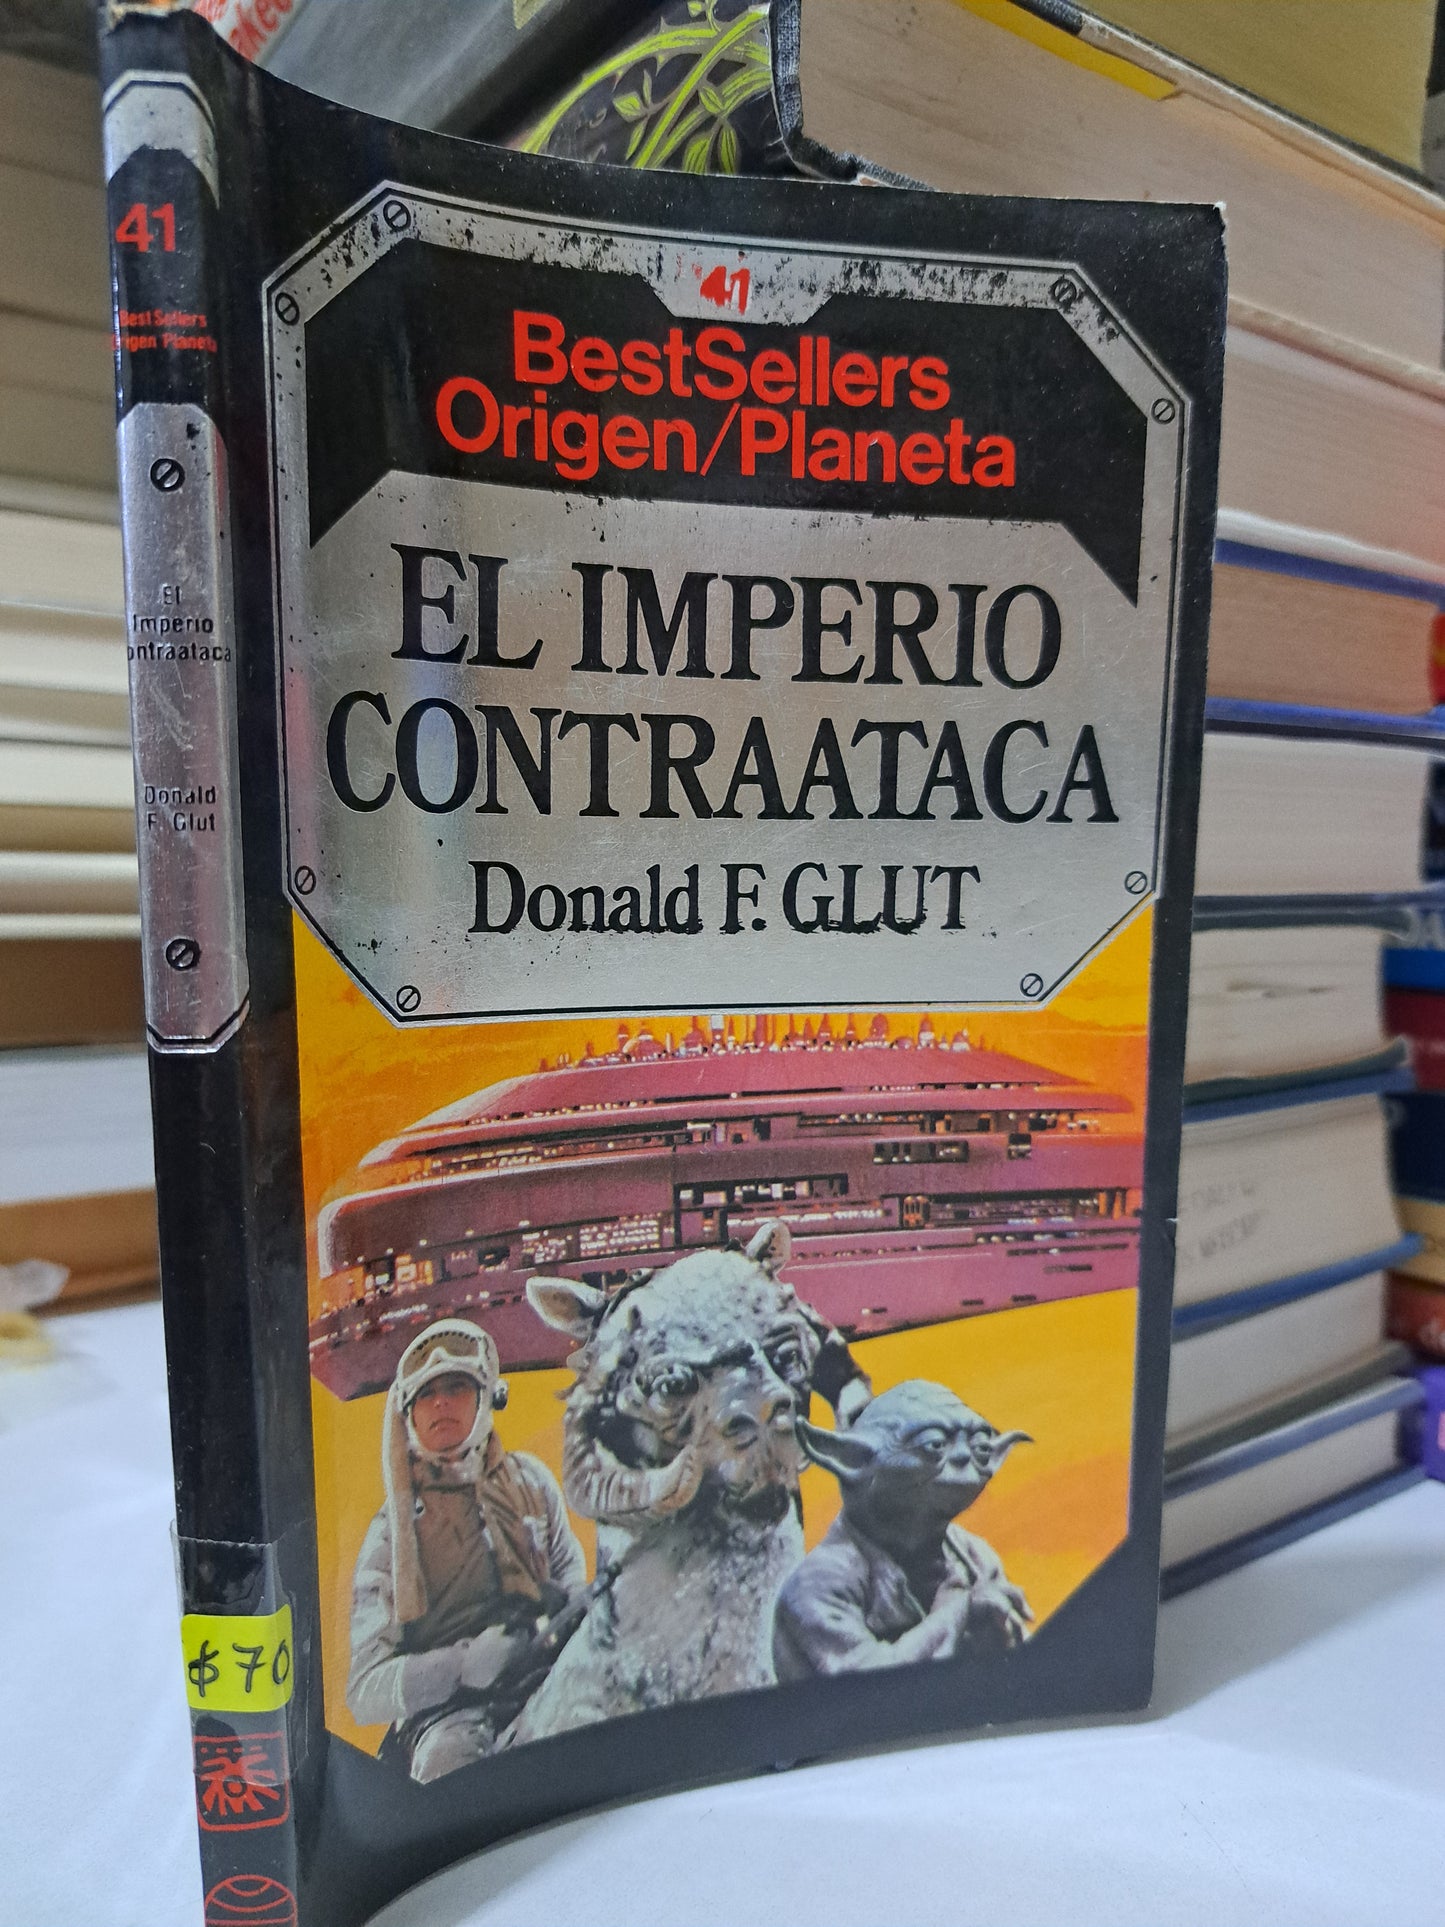 41
Best Sellers
Origen Planeta
El
Imperio
ontraataca
Donald
F. Glut
$70
41
BestSellers
Origen/Planeta
EL IMPERIO
CONTRAATACA
Donald F. GLUT